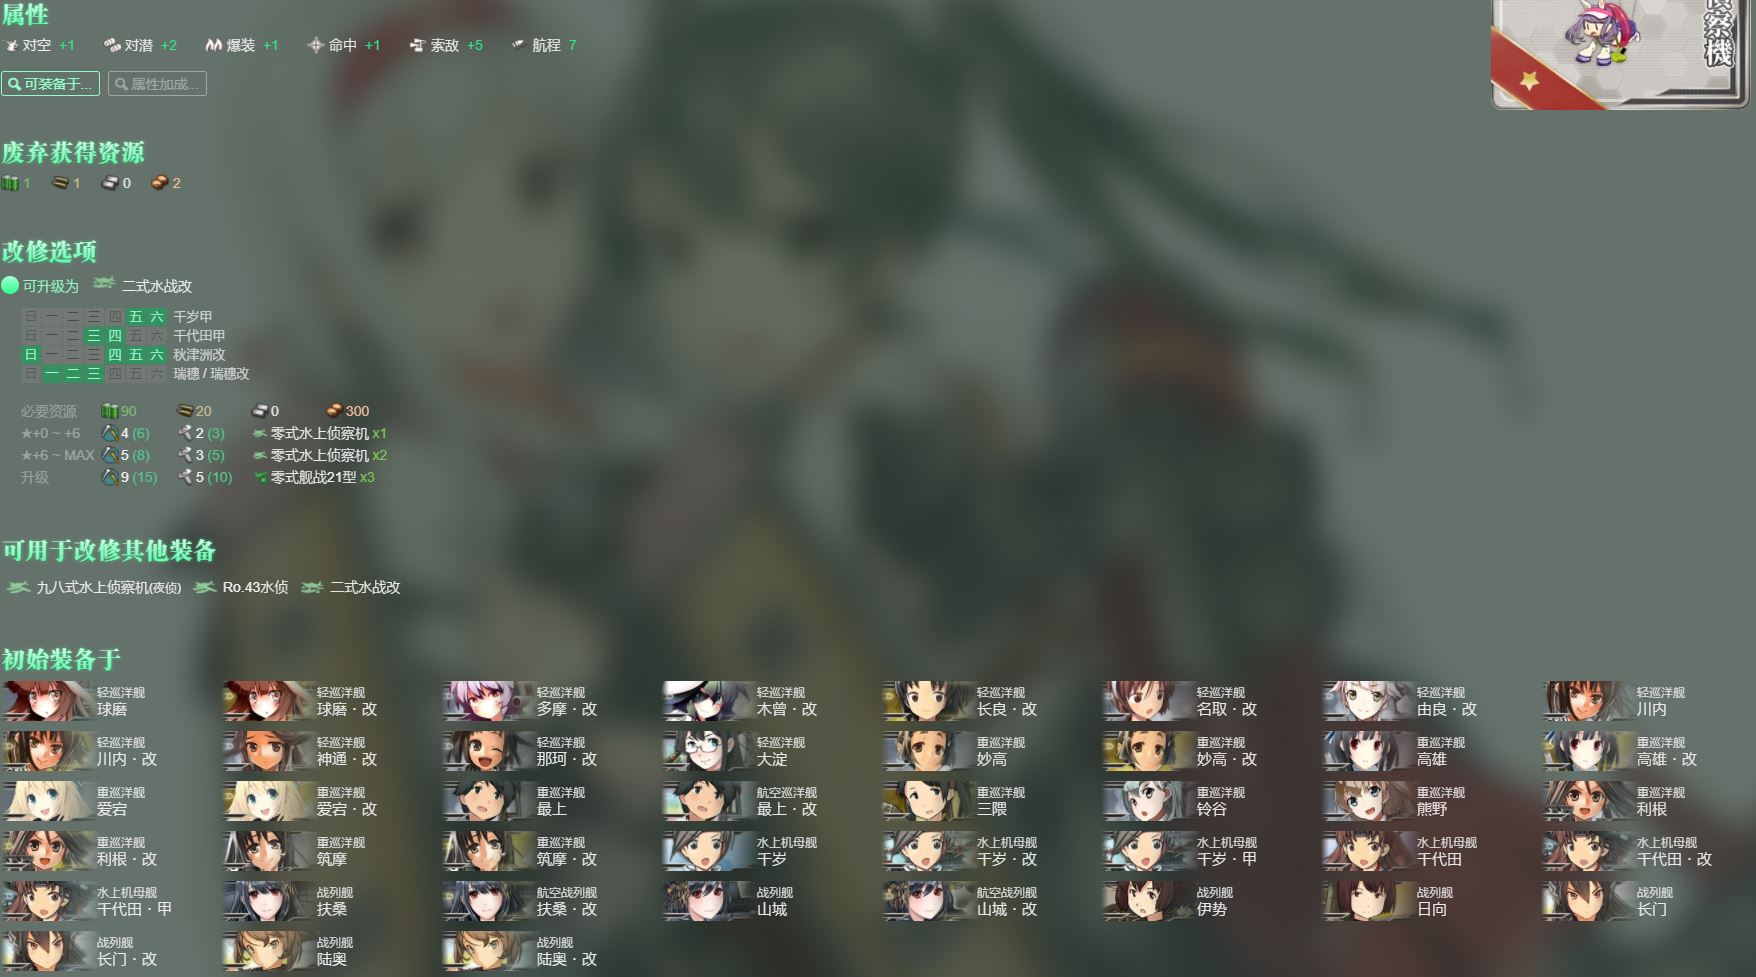 属性
对空 +1 对潜 +2 爆装 +1 命中 +1 索敌 +5 航程 7
可装备于... 属性加成...
察機
废弃获得资源
1 1 0 2
改修选项
可升级为 二式水战改
日 一 二 三 四 五 六 千岁甲
日 一 二 三 四 五 六 千代田甲
日 一 二 三 四 五 六 秋津洲改
日 一 二 三 四 五 六 瑞穗 / 瑞穗改
必要资源 90 20 0 300
★+0 ~ +6 4 (6) 2 (3) 零式水上侦察机 x1
★+6 ~ MAX 5 (8) 3 (5) 零式水上侦察机 x2
升级 9 (15) 5 (10) 零式舰战21型 x3
可用于改修其他装备
九八式水上侦察机(夜侦) Ro.43水侦 二式水战改
初始装备于
轻巡洋舰 轻巡洋舰 轻巡洋舰 轻巡洋舰 轻巡洋舰 轻巡洋舰 轻巡洋舰 轻巡洋舰
球磨 球磨·改 多摩·改 木曾·改 长良·改 名取·改 由良·改 川内
轻巡洋舰 轻巡洋舰 轻巡洋舰 轻巡洋舰 重巡洋舰 重巡洋舰 重巡洋舰 重巡洋舰
川内·改 神通·改 那珂·改 大淀 妙高 妙高·改 高雄 高雄·改
重巡洋舰 重巡洋舰 重巡洋舰 航空巡洋舰 重巡洋舰 重巡洋舰 重巡洋舰 重巡洋舰
爱宕 爱宕·改 最上 最上·改 三隈 铃谷 熊野 利根
重巡洋舰 重巡洋舰 重巡洋舰 水上机母舰 水上机母舰 水上机母舰 水上机母舰 水上机母舰
利根·改 筑摩 筑摩·改 千岁 千岁·改 千岁·甲 千代田 千代田·改
水上机母舰 战列舰 航空战列舰 战列舰 航空战列舰 战列舰 战列舰 战列舰
千代田·甲 扶桑 扶桑·改 山城 山城·改 伊势 日向 长门
战列舰 战列舰 战列舰
长门·改 陆奥 陆奥·改